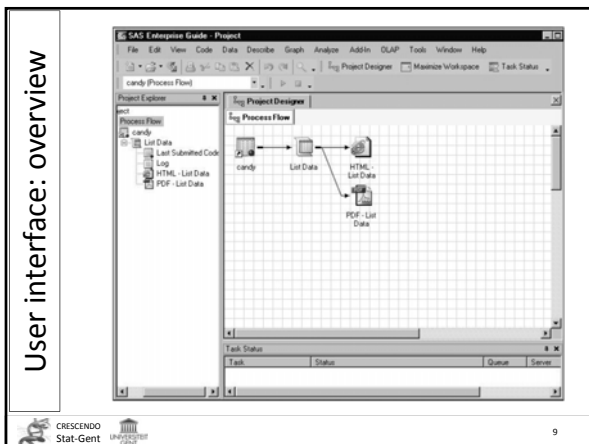 User interface: overview
SAS Enterprise Guide - Project
File Edit View Code Data Describe Graph Analyze Add-In OLAP Tools Window Help
Project Designer Maximize Workspace Task Status
candy (Process Flow)
Project Explorer
Project Designer
ject
Process Flow
Process Flow
candy
List Data
Last Submitted Code
Log
HTML - List Data
PDF - List Data
candy
List Data
HTML -
List Data
PDF - List
Data
Task Status
Task Status Queue Server
CRESCENDO
Stat-Gent
UNIVERSITEIT
GENT
9